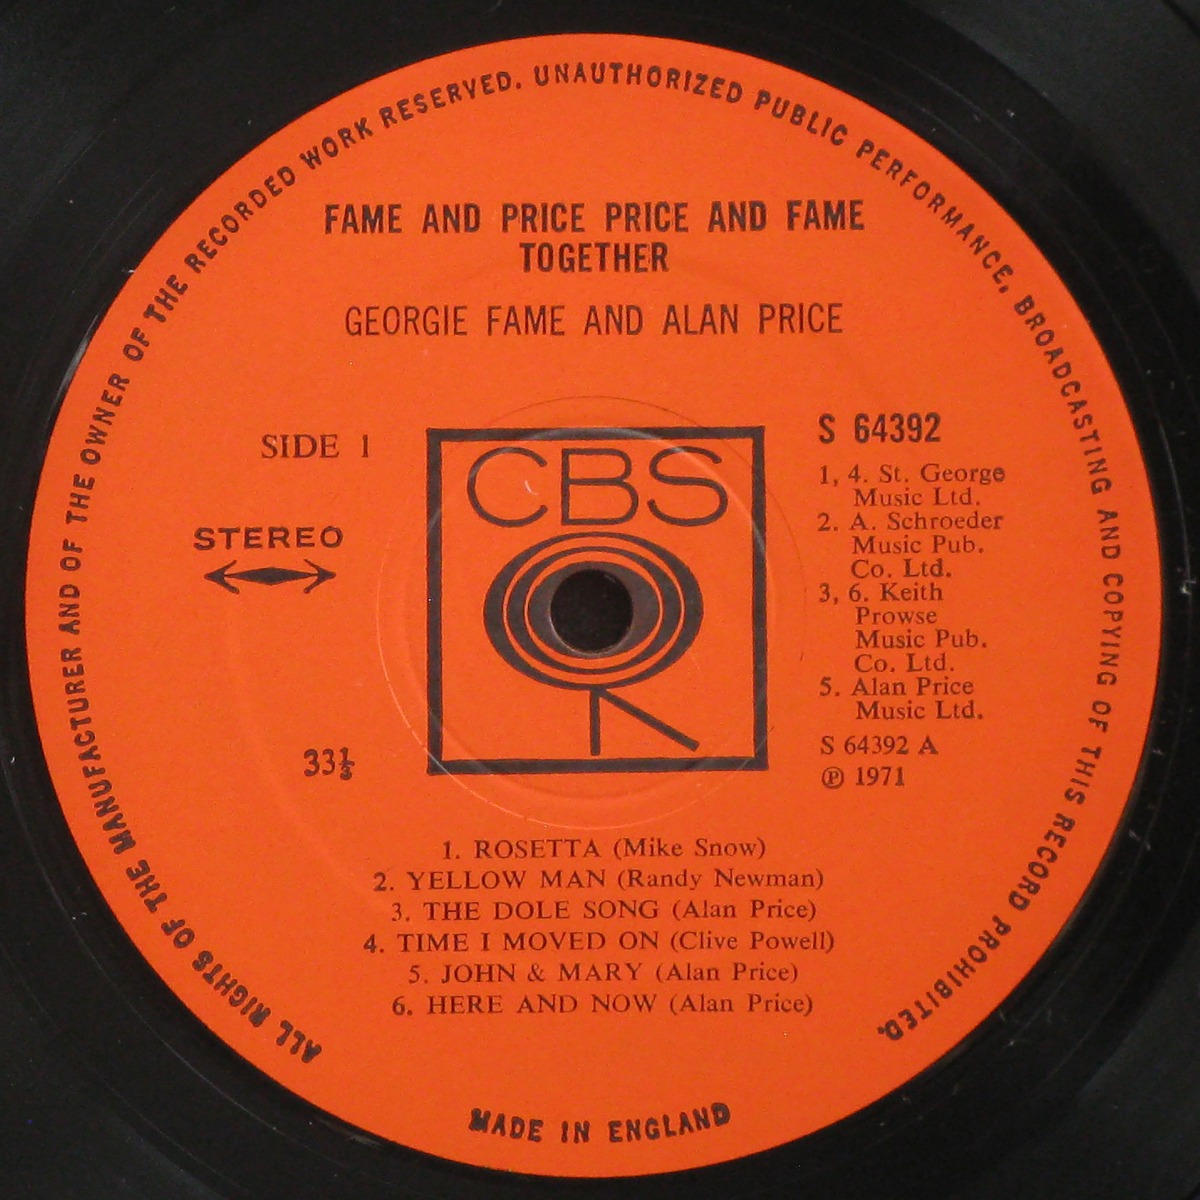 ALL RIGHTS OF THE MANUFACTURER AND OF THE OWNER OF THE RECORDED WORK RESERVED. UNAUTHORIZED PUBLIC PERFORMANCE, BROADCASTING AND COPYING OF THIS RECORD PROHIBITED.
FAME AND PRICE PRICE AND FAME
TOGETHER
GEORGIE FAME AND ALAN PRICE
SIDE 1
STEREO
33⅓
CBS
S 64392
1, 4. St. George
Music Ltd.
2. A. Schroeder
Music Pub.
Co. Ltd.
3, 6. Keith
Prowse
Music Pub.
Co. Ltd.
5. Alan Price
Music Ltd.
S 64392 A
℗ 1971
1. ROSETTA (Mike Snow)
2. YELLOW MAN (Randy Newman)
3. THE DOLE SONG (Alan Price)
4. TIME I MOVED ON (Clive Powell)
5. JOHN & MARY (Alan Price)
6. HERE AND NOW (Alan Price)
MADE IN ENGLAND